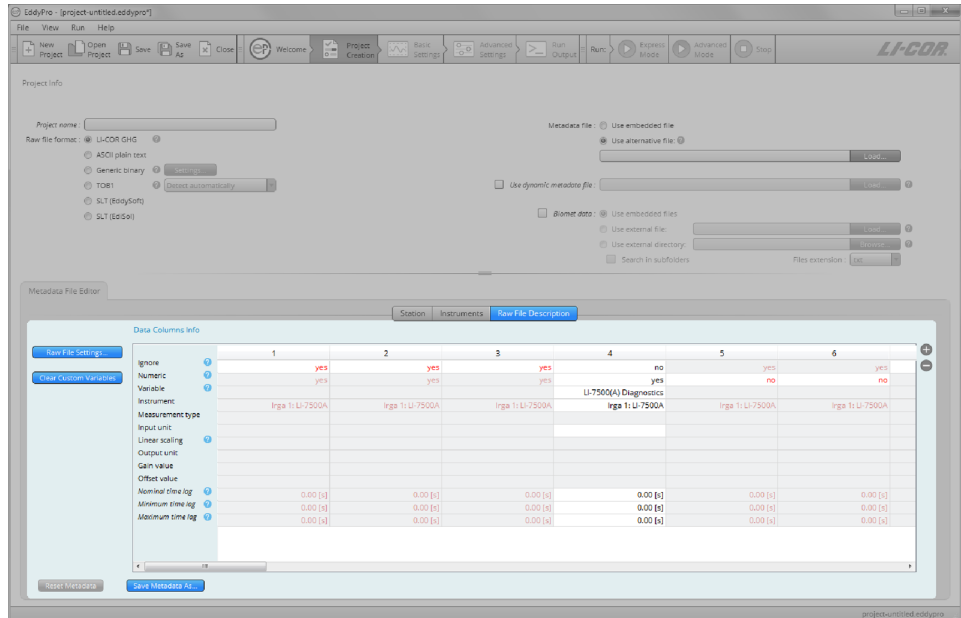 EddyPro - [project-untitled.eddypro*]
File View Run Help
New Project Open Project Save Save As Close Welcome Project Creation Basic Settings Advanced Settings Run Output Run: Express Mode Advanced Mode Stop LI-COR
Project Info
Project name :
Metadata file : Use embedded file
Raw file format : LI-COR GHG
Use alternative file:
ASCII plain text
Load...
Generic binary Settings...
TOB1 Detect automatically
Use dynamic metadata file : Load...
SLT (EddySoft)
SLT (EdiSol)
Biomet data : Use embedded files
Use external file: Load...
Use external directory: Browse...
Search in subfolders Files extension : txt
Metadata File Editor
Station Instruments Raw File Description
Data Columns Info
Raw File Settings...
Clear Custom Variables
1 2 3 4 5 6
Ignore yes yes yes no yes yes
Numeric yes yes yes yes no no
Variable LI-7500(A) Diagnostics
Instrument Irga 1: LI-7500A Irga 1: LI-7500A Irga 1: LI-7500A Irga 1: LI-7500A Irga 1: LI-7500A Irga 1: LI-7500A
Measurement type
Input unit
Linear scaling
Output unit
Gain value
Offset value
Nominal time lag 0.00 [s] 0.00 [s] 0.00 [s] 0.00 [s] 0.00 [s] 0.00 [s]
Minimum time lag 0.00 [s] 0.00 [s] 0.00 [s] 0.00 [s] 0.00 [s] 0.00 [s]
Maximum time lag 0.00 [s] 0.00 [s] 0.00 [s] 0.00 [s] 0.00 [s] 0.00 [s]
Reset Metadata Save Metadata As...
project-untitled.eddypro